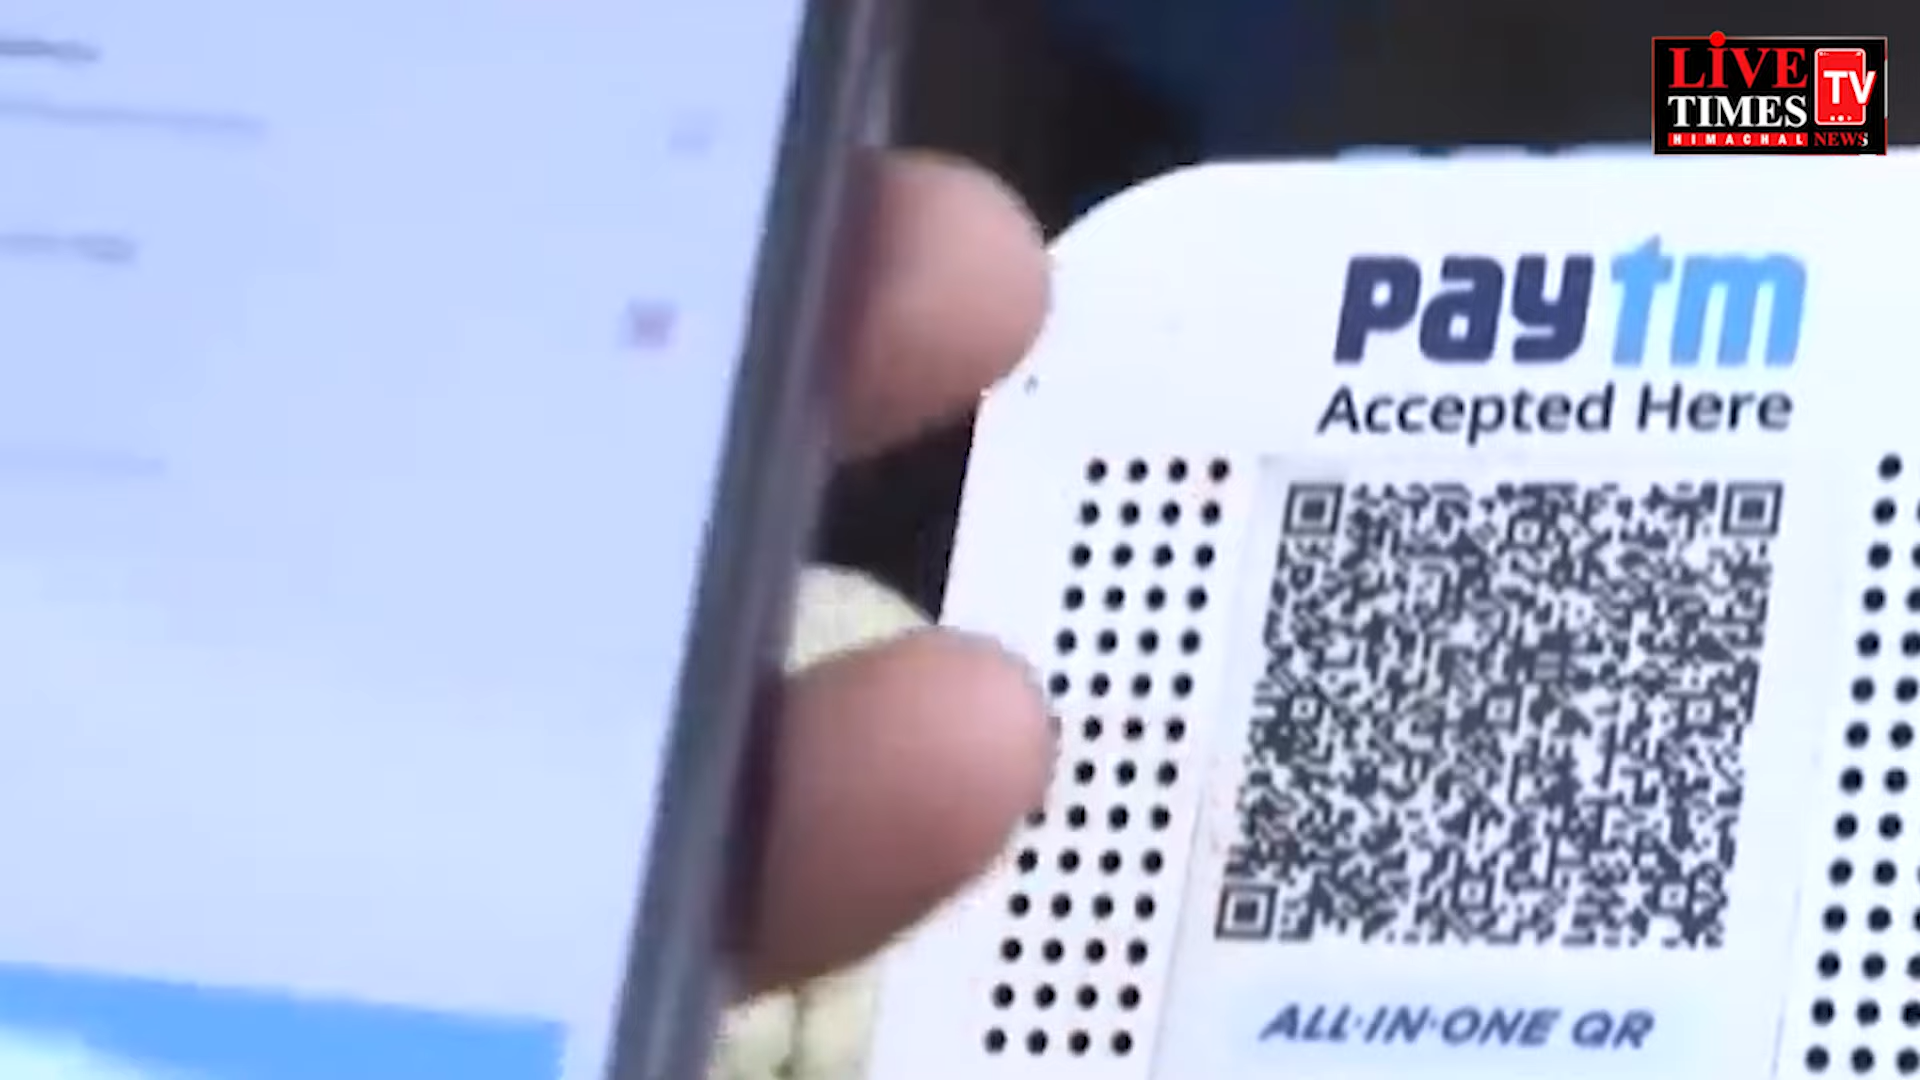 LiVE
TIMES
TV
HIMACHAL NEWS
paytm
Accepted Here
ALL-IN-ONE QR